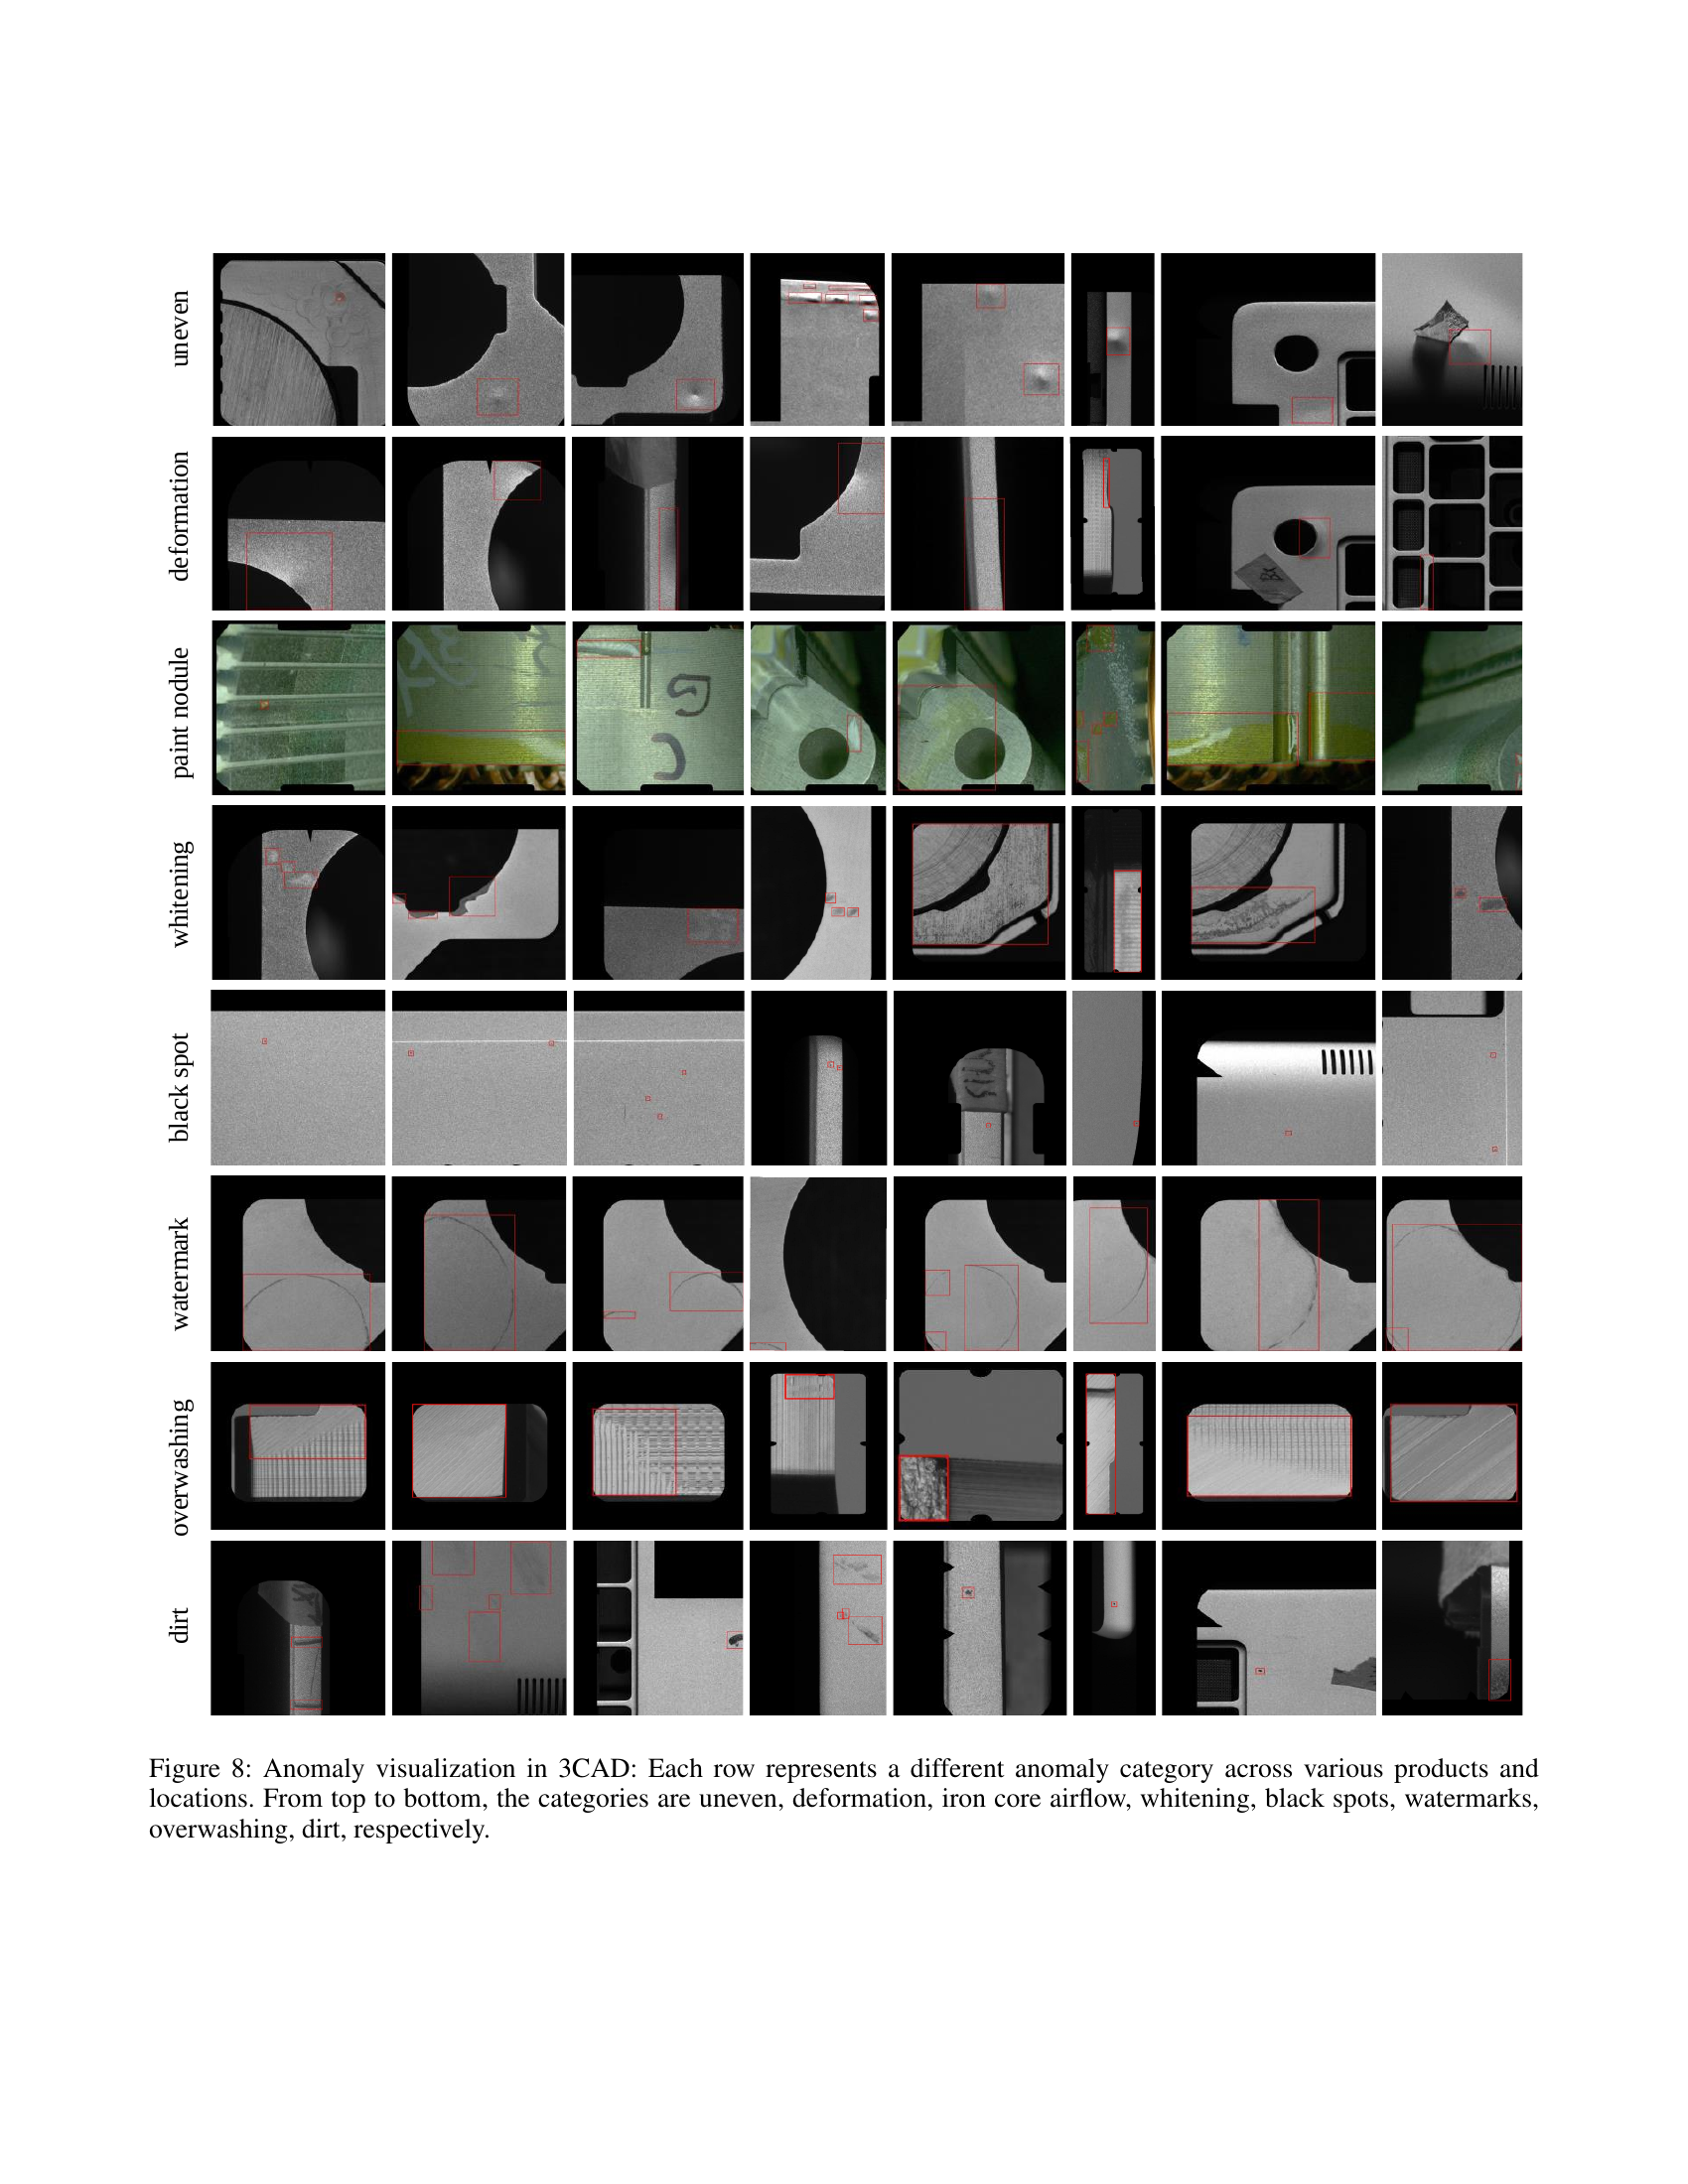 uneven
deformation
paint nodule
whitening
black spot
watermark
overwashing
dirt
Figure 8: Anomaly visualization in 3CAD: Each row represents a different anomaly category across various products and
locations. From top to bottom, the categories are uneven, deformation, iron core airflow, whitening, black spots, watermarks,
overwashing, dirt, respectively.